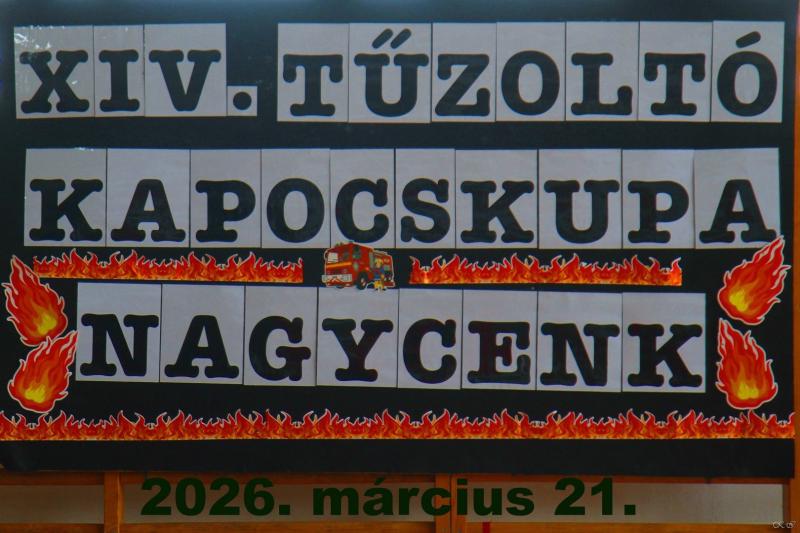 XIV. TŰZOLTÓ
KAPOCSKUPA
NAGYCENK
2026. március 21.